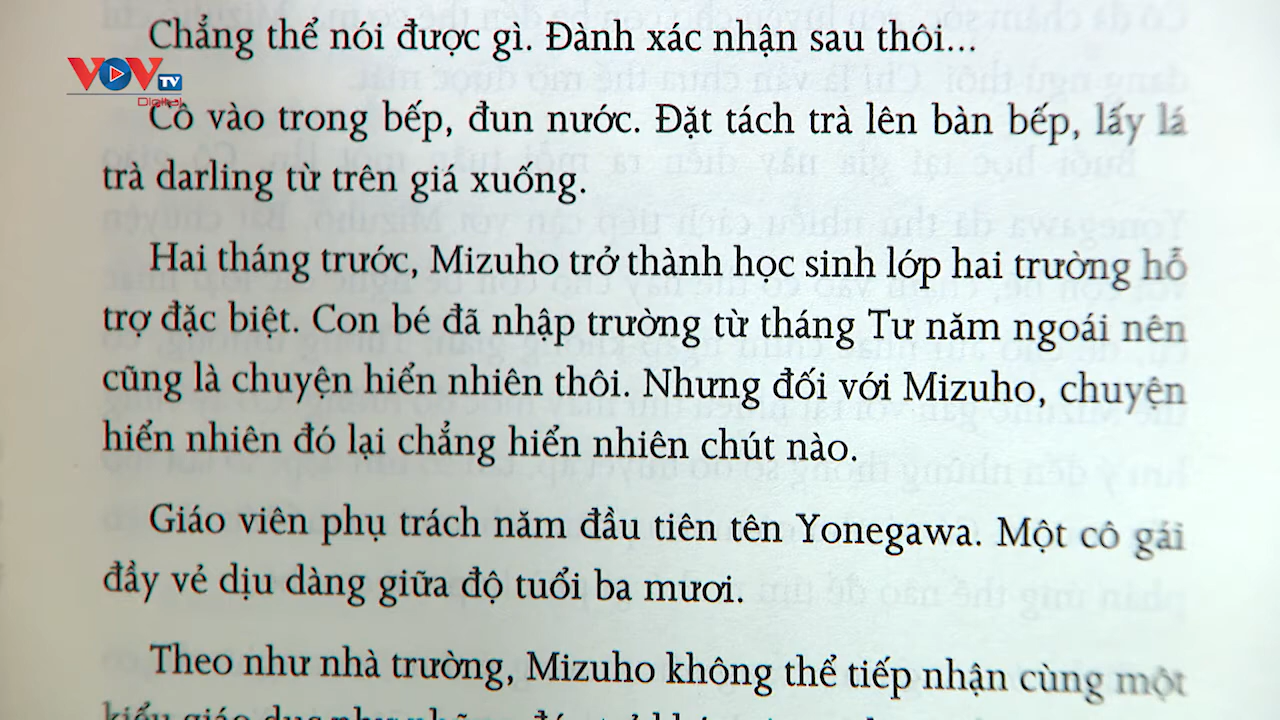 Chẳng thể nói được gì. Đành xác nhận sau thôi...
VOV TV
Digital
Cô vào trong bếp, đun nước. Đặt tách trà lên bàn bếp, lấy lá
trà darling từ trên giá xuống.
Hai tháng trước, Mizuho trở thành học sinh lớp hai trường hỗ
trợ đặc biệt. Con bé đã nhập trường từ tháng Tư năm ngoái nên
cũng là chuyện hiển nhiên thôi. Nhưng đối với Mizuho, chuyện
hiển nhiên đó lại chẳng hiển nhiên chút nào.
Giáo viên phụ trách năm đầu tiên tên Yonegawa. Một cô gái
đầy vẻ dịu dàng giữa độ tuổi ba mươi.
Theo như nhà trường, Mizuho không thể tiếp nhận cùng một
kiểu giáo dục như những